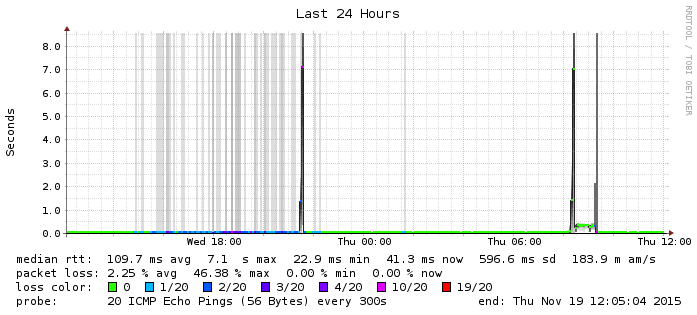 Last 24 Hours
RRDTOOL / TOBI OETIKER
Seconds
8.0
7.0
6.0
5.0
4.0
3.0
2.0
1.0
0.0
Wed 18:00 Thu 00:00 Thu 06:00 Thu 12:00
median rtt: 109.7 ms avg 7.1 s max 22.9 ms min 41.3 ms now 596.6 ms sd 183.9 m am/s
packet loss: 2.25 % avg 46.38 % max 0.00 % min 0.00 % now
loss color: 0 1/20 2/20 3/20 4/20 10/20 19/20
probe: 20 ICMP Echo Pings (56 Bytes) every 300s end: Thu Nov 19 12:05:04 2015